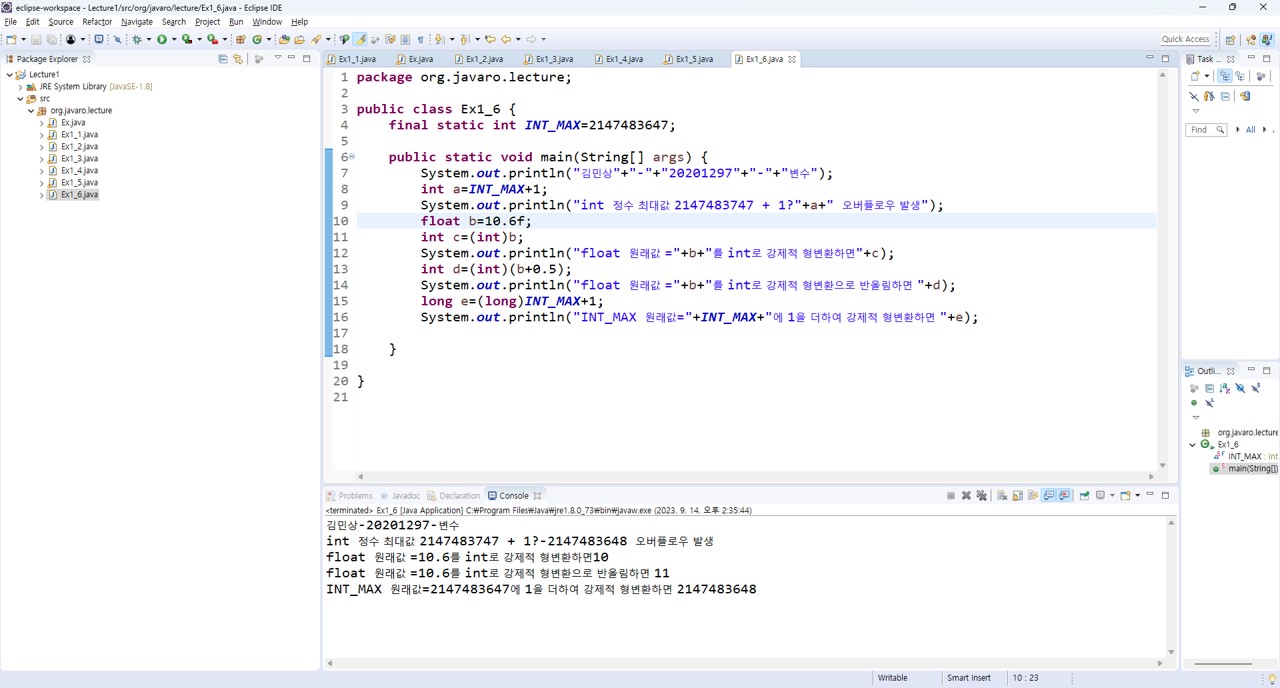 eclipse-workspace - Lecture1/src/org/javaro/lecture/Ex1_6.java - Eclipse IDE
File Edit Source Refactor Navigate Search Project Run Window Help
Quick Access
Package Explorer
Lecture1
JRE System Library [JavaSE-1.8]
src
org.javaro.lecture
Ex.java
Ex1_1.java
Ex1_2.java
Ex1_3.java
Ex1_4.java
Ex1_5.java
Ex1_6.java
Ex1_1.java Ex.java Ex1_2.java Ex1_3.java Ex1_4.java Ex1_5.java Ex1_6.java
1 package org.javaro.lecture;
2
3 public class Ex1_6 {
4 final static int INT_MAX=2147483647;
5
6 public static void main(String[] args) {
7 System.out.println("김민상"+"-"+"20201297"+"-"+"변수");
8 int a=INT_MAX+1;
9 System.out.println("int 정수 최대값 2147483747 + 1?"+a+" 오버플로우 발생");
10 float b=10.6f;
11 int c=(int)b;
12 System.out.println("float 원래값 ="+b+"를 int로 강제적 형변환하면"+c);
13 int d=(int)(b+0.5);
14 System.out.println("float 원래값 ="+b+"를 int로 강제적 형변환으로 반올림하면 "+d);
15 long e=(long)INT_MAX+1;
16 System.out.println("INT_MAX 원래값="+INT_MAX+"에 1을 더하여 강제적 형변환하면 "+e);
17
18 }
19
20 }
21
Task ...
Find All
Outli...
org.javaro.lecture
Ex1_6
INT_MAX : int
main(String[])
Problems Javadoc Declaration Console
<terminated> Ex1_6 [Java Application] C:₩Program Files₩Java₩jre1.8.0_73₩bin₩javaw.exe (2023. 9. 14. 오후 2:35:44)
김민상-20201297-변수
int 정수 최대값 2147483747 + 1?-2147483648 오버플로우 발생
float 원래값 =10.6를 int로 강제적 형변환하면10
float 원래값 =10.6를 int로 강제적 형변환으로 반올림하면 11
INT_MAX 원래값=2147483647에 1을 더하여 강제적 형변환하면 2147483648
Writable Smart Insert 10 : 23